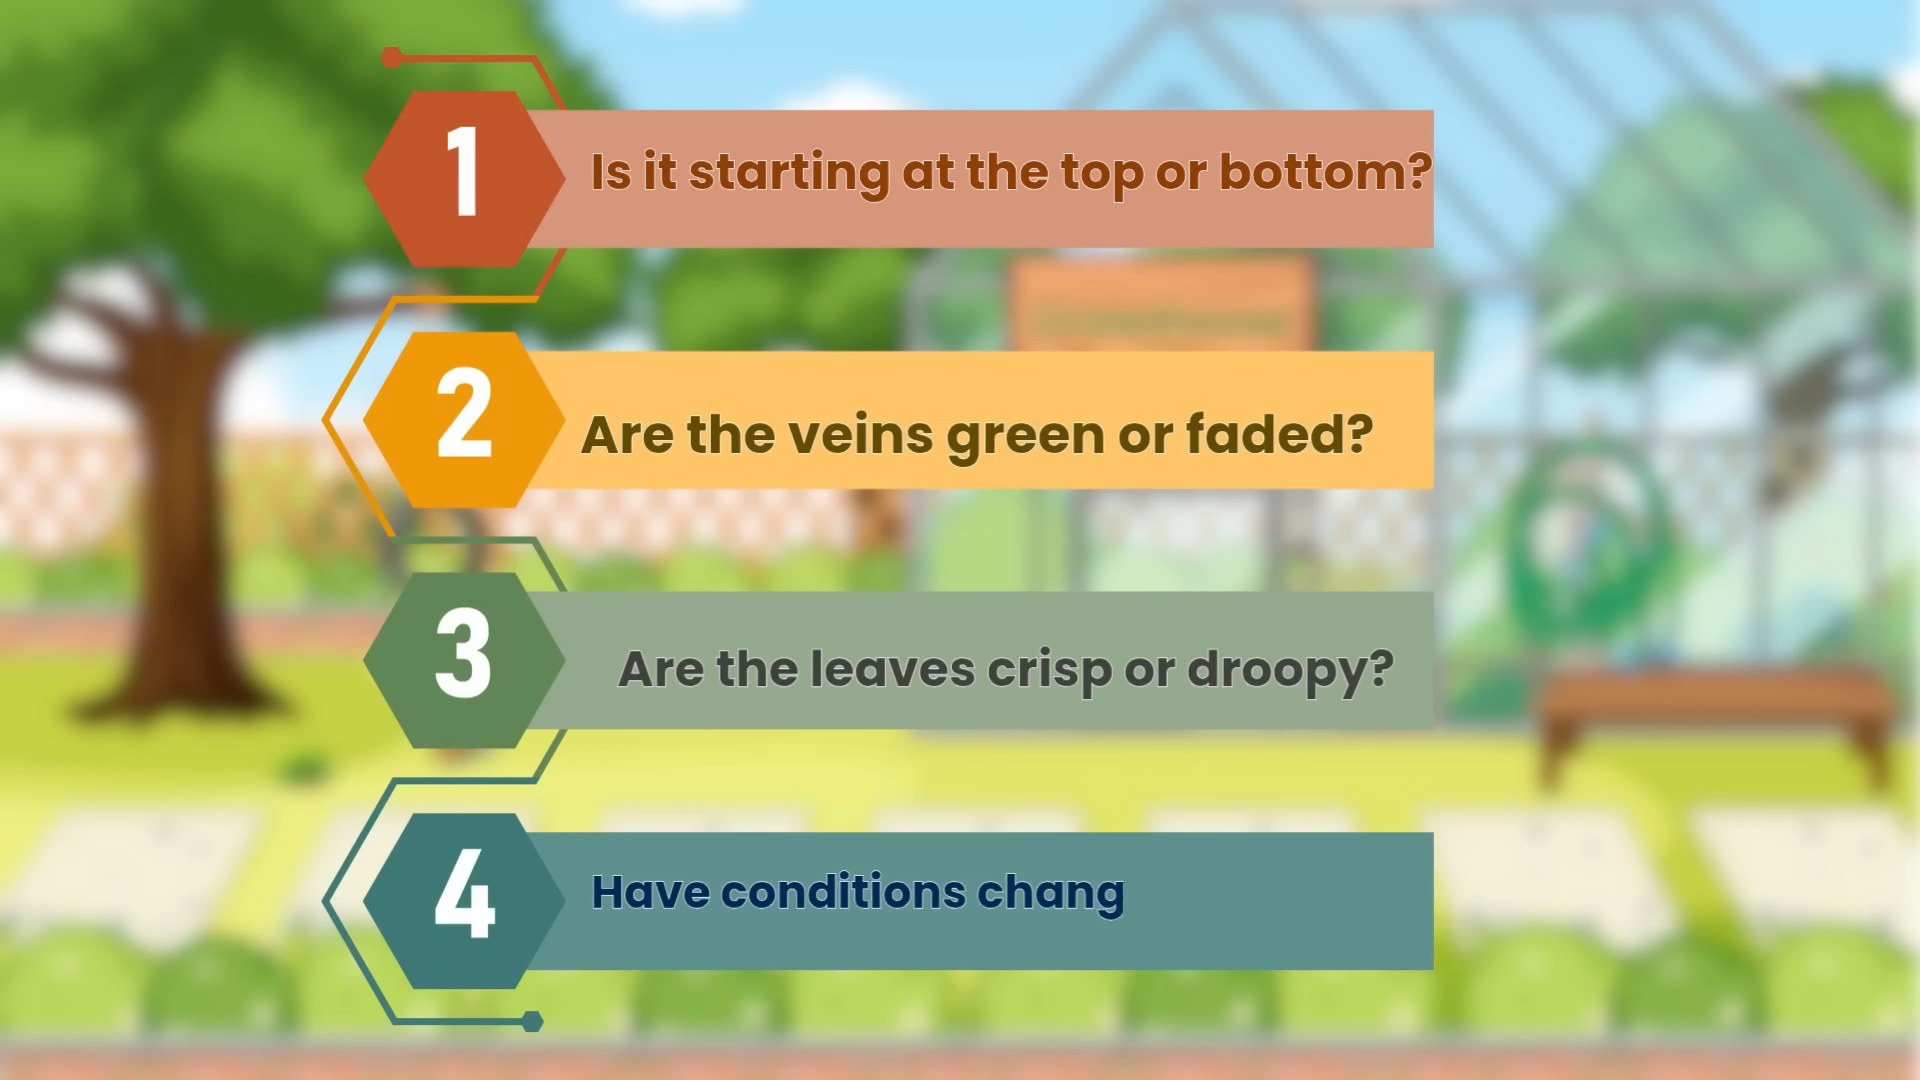 1
Is it starting at the top or bottom?
2
Are the veins green or faded?
3
Are the leaves crisp or droopy?
4
Have conditions chang